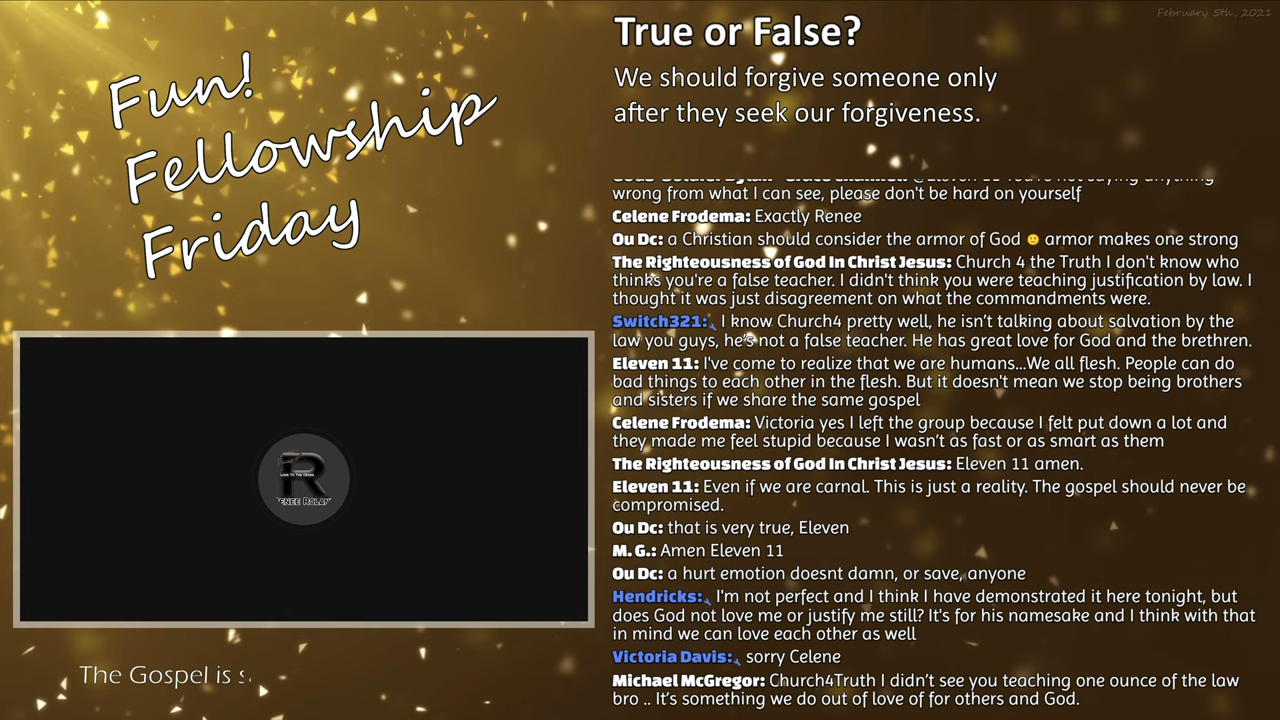 February 5th, 2021
Fun!
Fellowship
Friday
True or False?
We should forgive someone only
after they seek our forgiveness.
wrong from what I can see, please don't be hard on yourself
Celene Frodema: Exactly Renee
Ou Dc: a Christian should consider the armor of God 🙂 armor makes one strong
The Righteousness of God In Christ Jesus: Church 4 the Truth I don't know who
thinks you're a false teacher. I didn't think you were teaching justification by law. I
thought it was just disagreement on what the commandments were.
Switch321: I know Church4 pretty well, he isn't talking about salvation by the
law you guys, he's not a false teacher. He has great love for God and the brethren.
Eleven 11: I've come to realize that we are humans...We all flesh. People can do
bad things to each other in the flesh. But it doesn't mean we stop being brothers
and sisters if we share the same gospel
Celene Frodema: Victoria yes I left the group because I felt put down a lot and
they made me feel stupid because I wasn't as fast or as smart as them
The Righteousness of God In Christ Jesus: Eleven 11 amen.
Eleven 11: Even if we are carnal. This is just a reality. The gospel should never be
compromised.
Ou Dc: that is very true, Eleven
M. G.: Amen Eleven 11
Ou Dc: a hurt emotion doesnt damn, or save, anyone
Hendricks: I'm not perfect and I think I have demonstrated it here tonight, but
does God not love me or justify me still? It's for his namesake and I think with that
in mind we can love each other as well
Victoria Davis: sorry Celene
Michael McGregor: Church4Truth I didn't see you teaching one ounce of the law
bro .. It's something we do out of love of for others and God.
R
LOOK TO THE CROSS
The Gospel is